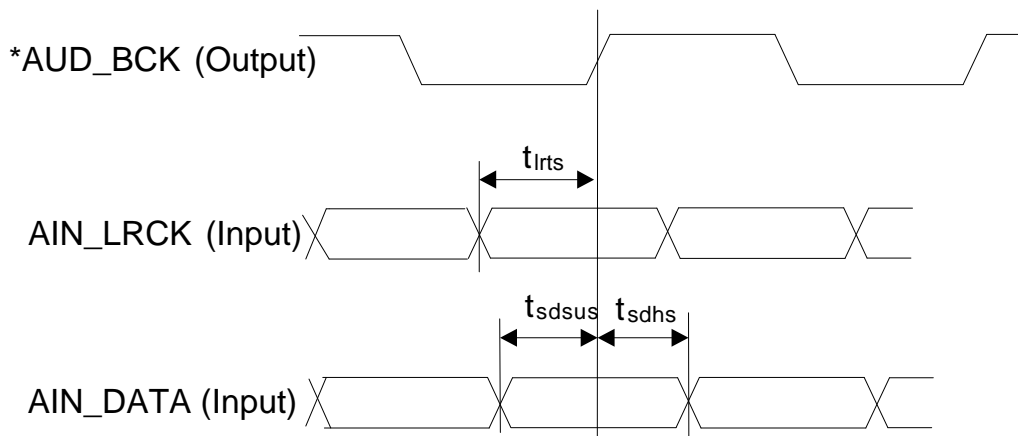 *AUD_BCK (Output)
tlrts
AIN_LRCK (Input)
tsdsus tsdhs
AIN_DATA (Input)